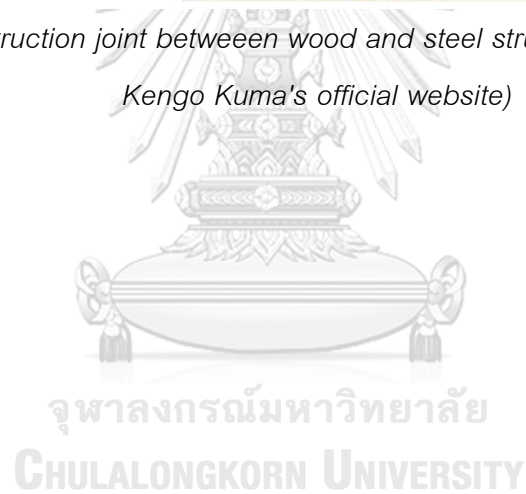 ruction joint betweeen wood and steel stru
Kengo Kuma's official website)
จุฬาลงกรณ์มหาวิทยาลัย
CHULALONGKORN UNIVERSITY